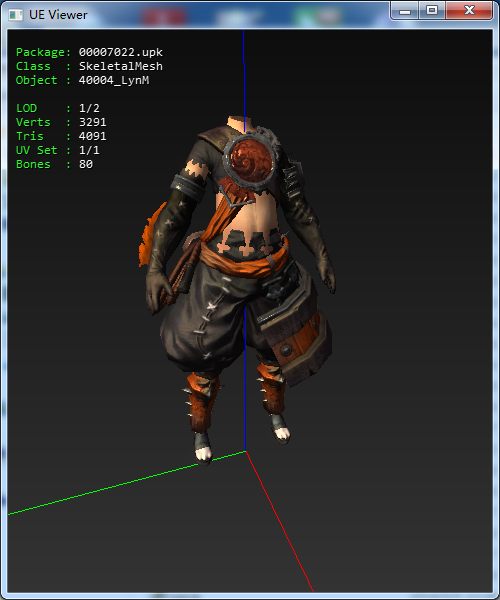 UE Viewer
Package: 00007022.upk
Class : SkeletalMesh
Object : 40004_LynM
LOD : 1/2
Verts : 3291
Tris : 4091
UV Set : 1/1
Bones : 80